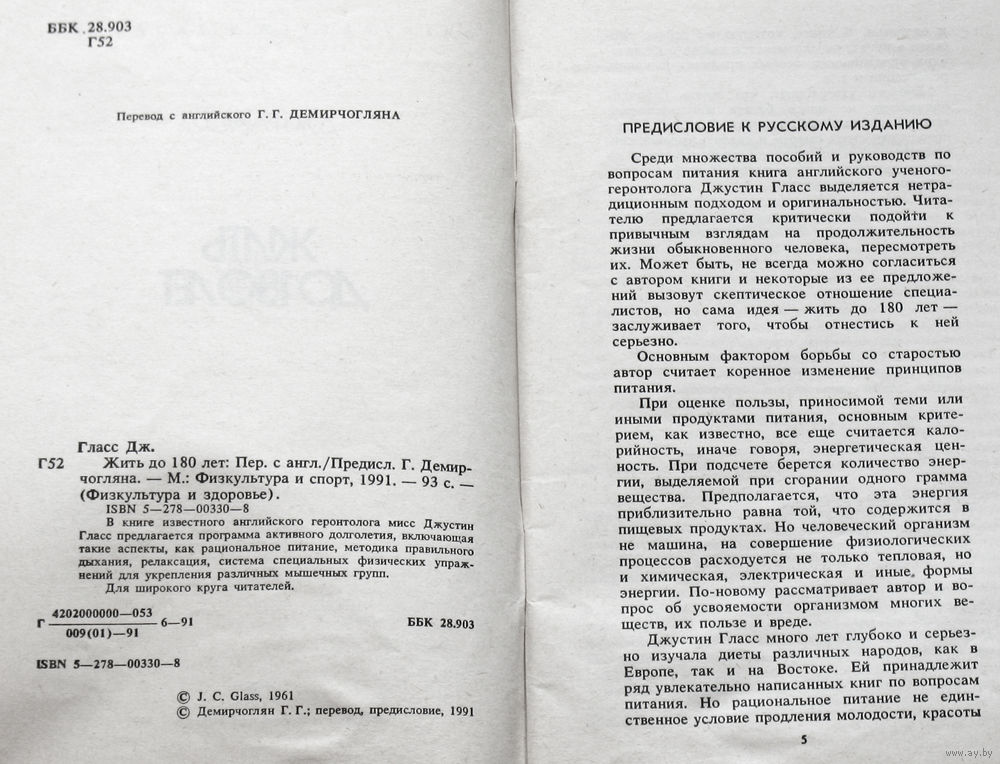 ББК 28.903
Г52
Перевод с английского Г. Г. ДЕМИРЧОГЛЯНА
Гласс Дж.
Г52 Жить до 180 лет: Пер. с англ./Предисл. Г. Демир-
чогляна. — М.: Физкультура и спорт, 1991. — 93 с. —
(Физкультура и здоровье).
ISBN 5—278—00330—8
В книге известного английского геронтолога мисс Джустин
Гласс предлагается программа активного долголетия, включающая
такие аспекты, как рациональное питание, методика правильного
дыхания, релаксация, система специальных физических упраж-
нений для укрепления различных мышечных групп.
Для широкого круга читателей.
Г 4202000000—053
009(01)—91 6—91 ББК 28.903
ISBN 5—278—00330—8
© J. C. Glass, 1961
© Демирчоглян Г. Г.; перевод, предисловие, 1991
ПРЕДИСЛОВИЕ К РУССКОМУ ИЗДАНИЮ
Среди множества пособий и руководств по
вопросам питания книга английского ученого-
геронтолога Джустин Гласс выделяется нетра-
диционным подходом и оригинальностью. Чита-
телю предлагается критически подойти к
привычным взглядам на продолжительность
жизни обыкновенного человека, пересмотреть
их. Может быть, не всегда можно согласиться
с автором книги и некоторые из ее предложе-
ний вызовут скептическое отношение специа-
листов, но сама идея — жить до 180 лет —
заслуживает того, чтобы отнестись к ней
серьезно.
Основным фактором борьбы со старостью
автор считает коренное изменение принципов
питания.
При оценке пользы, приносимой теми или
иными продуктами питания, основным крите-
рием, как известно, все еще считается кало-
рийность, иначе говоря, энергетическая цен-
ность. При подсчете берется количество энер-
гии, выделяемой при сгорании одного грамма
вещества. Предполагается, что эта энергия
приблизительно равна той, что содержится в
пищевых продуктах. Но человеческий организм
не машина, на совершение физиологических
процессов расходуется не только тепловая, но
и химическая, электрическая и иные формы
энергии. По-новому рассматривает автор и во-
прос об усвояемости организмом многих ве-
ществ, их пользе и вреде.
Джустин Гласс много лет глубоко и серьез-
но изучала диеты различных народов, как в
Европе, так и на Востоке. Ей принадлежит
ряд увлекательно написанных книг по вопросам
питания. Но рациональное питание не един-
ственное условие продления молодости, красоты
5
www.ay.by